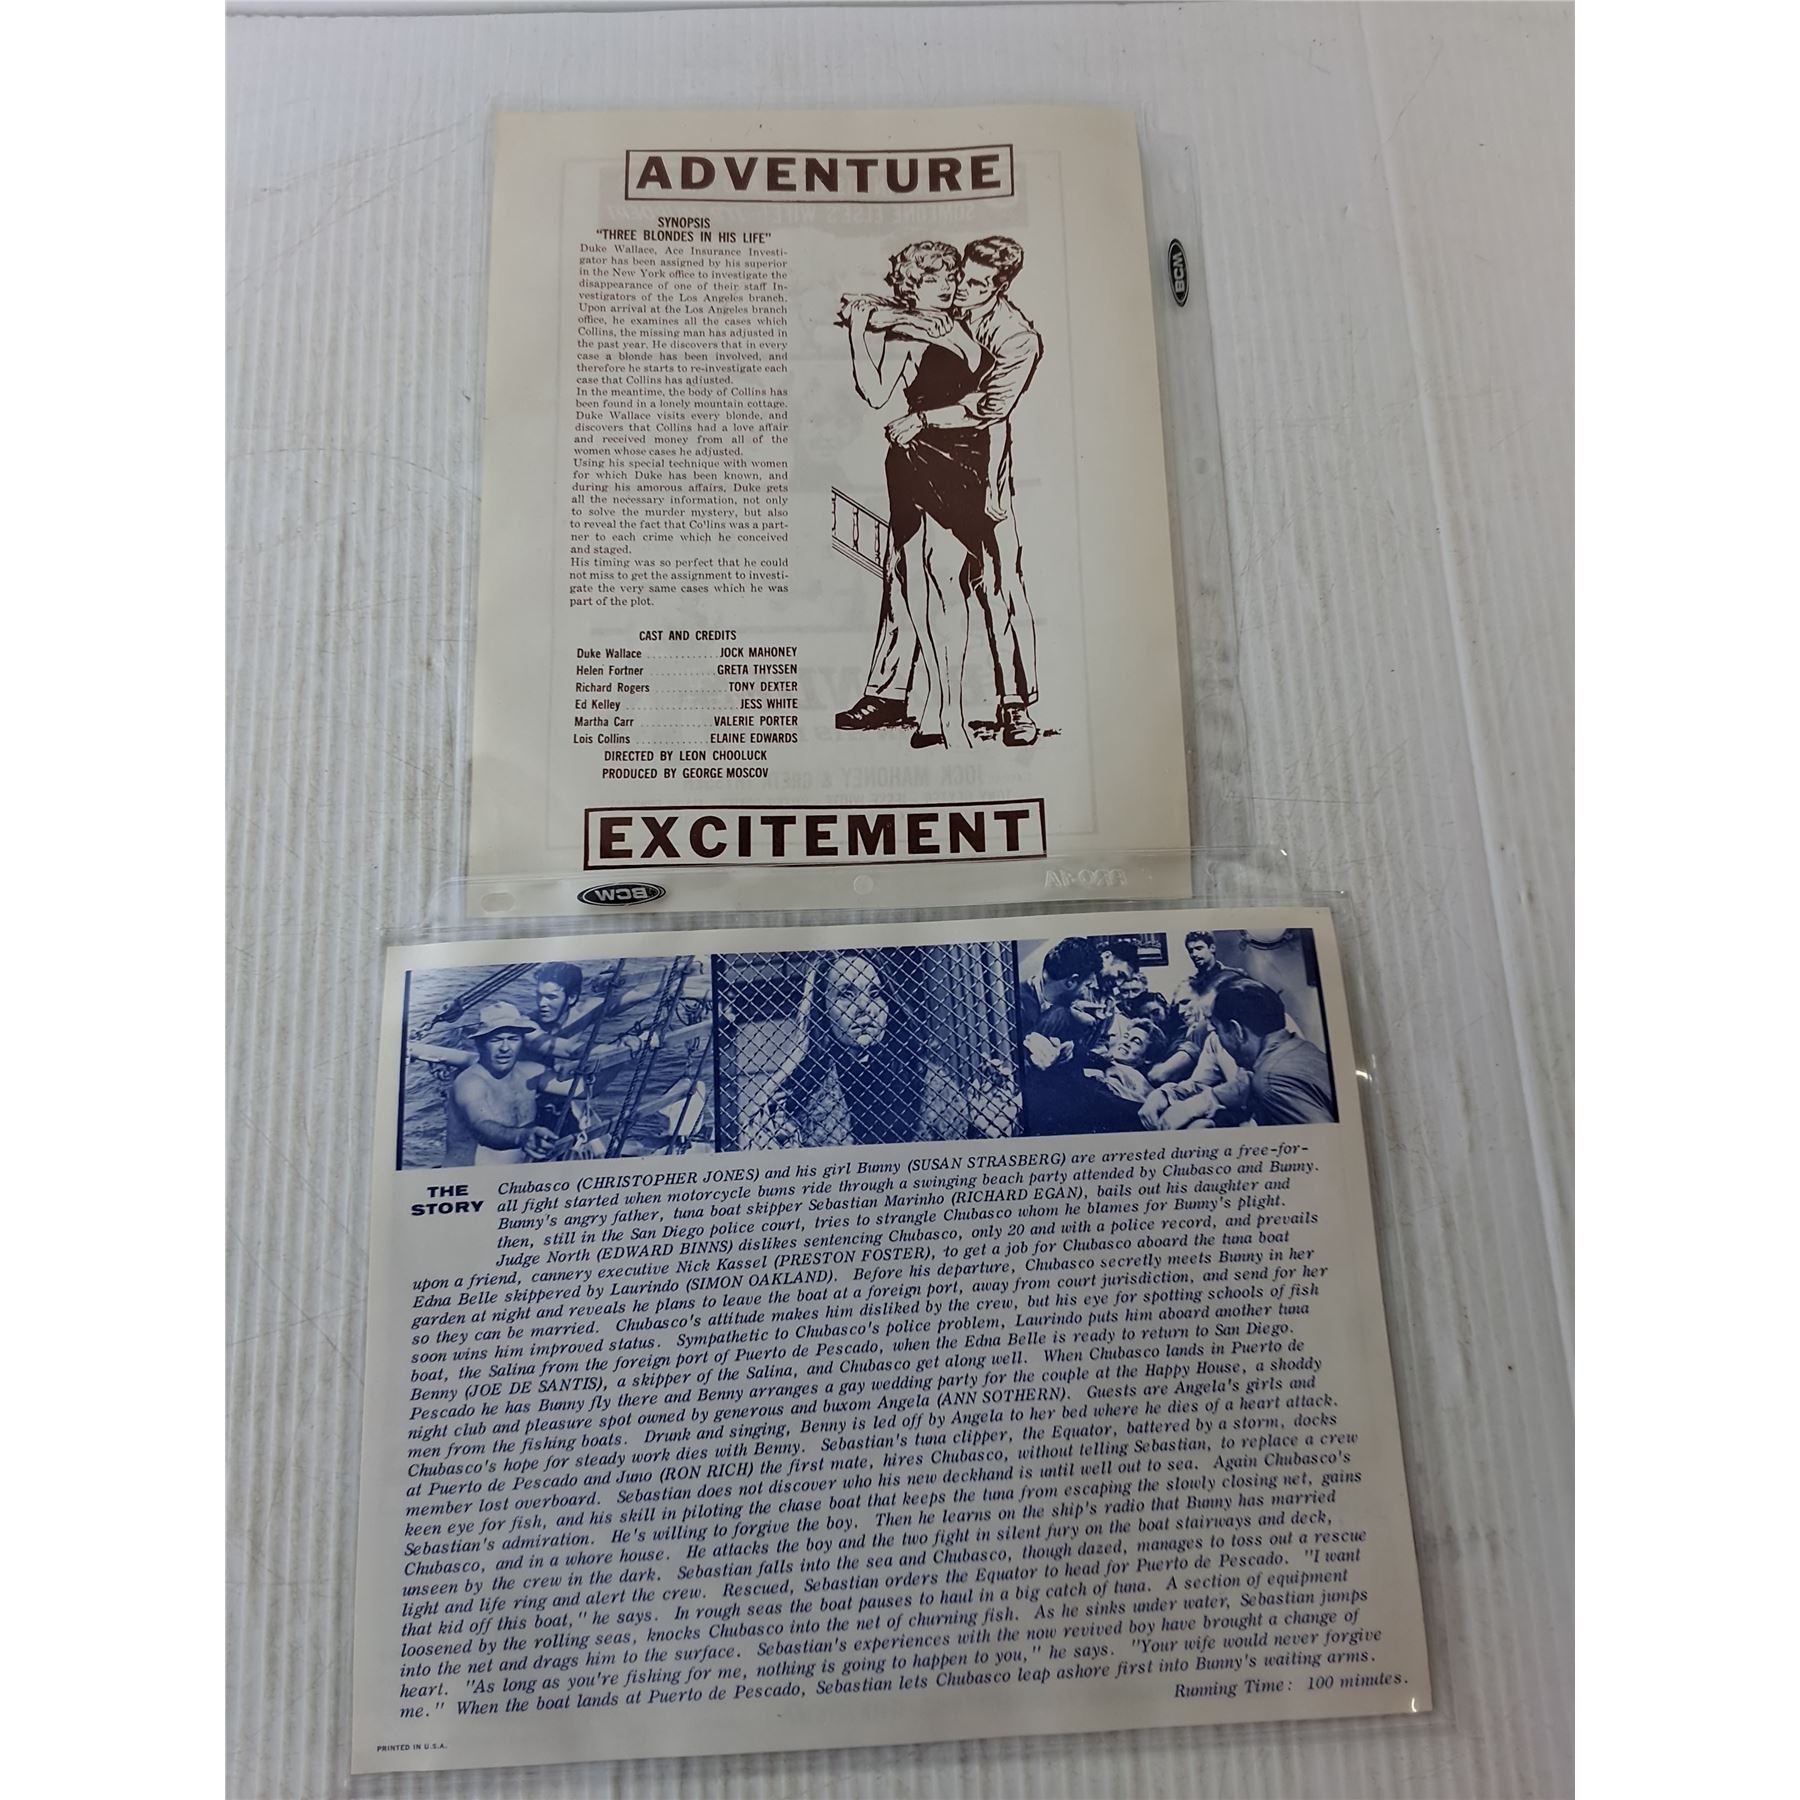 ADVENTURE
SYNOPSIS
"THREE BLONDES IN HIS LIFE"
Duke Wallace, Ace Insurance Investi-
gator has been assigned by his superior
in the New York office to investigate the
disappearance of one of their staff In-
vestigators of the Los Angeles branch.
Upon arrival at the Los Angeles branch
office, he examines all the cases which
Collins, the missing man has adjusted in
the past year. He discovers that in every
case a blonde has been involved, and
therefore he starts to re-investigate each
case that Collins has adjusted.
In the meantime, the body of Collins has
been found in a lonely mountain cottage.
Duke Wallace visits every blonde, and
discovers that Collins had a love affair
and received money from all of the
women whose cases he adjusted.
Using his special technique with women
for which Duke has been known, and
during his amorous affairs, Duke gets
all the necessary information, not only
to solve the murder mystery, but also
to reveal the fact that Co'lins was a part-
ner to each crime which he conceived
and staged.
His timing was so perfect that he could
not miss to get the assignment to investi-
gate the very same cases which he was
part of the plot.
CAST AND CREDITS
Duke Wallace ............. JOCK MAHONEY
Helen Fortner ............ GRETA THYSSEN
Richard Rogers ............. TONY DEXTER
Ed Kelley .................... JESS WHITE
Martha Carr ............. VALERIE PORTER
Lois Collins ............ ELAINE EDWARDS
DIRECTED BY LEON CHOOLUCK
PRODUCED BY GEORGE MOSCOV
EXCITEMENT
BCW
BCW
PRO-1A
THE
STORY
Chubasco (CHRISTOPHER JONES) and his girl Bunny (SUSAN STRASBERG) are arrested during a free-for-
all fight started when motorcycle bums ride through a swinging beach party attended by Chubasco and Bunny.
Bunny's angry father, tuna boat skipper Sebastian Marinho (RICHARD EGAN), bails out his daughter and
then, still in the San Diego police court, tries to strangle Chubasco whom he blames for Bunny's plight.
Judge North (EDWARD BINNS) dislikes sentencing Chubasco, only 20 and with a police record, and prevails
upon a friend, cannery executive Nick Kassel (PRESTON FOSTER), to get a job for Chubasco aboard the tuna boat
Edna Belle skippered by Laurindo (SIMON OAKLAND). Before his departure, Chubasco secretly meets Bunny in her
garden at night and reveals he plans to leave the boat at a foreign port, away from court jurisdiction, and send for her
so they can be married. Chubasco's attitude makes him disliked by the crew, but his eye for spotting schools of fish
soon wins him improved status. Sympathetic to Chubasco's police problem, Laurindo puts him aboard another tuna
boat, the Salina from the foreign port of Puerto de Pescado, when the Edna Belle is ready to return to San Diego.
Benny (JOE DE SANTIS), a skipper of the Salina, and Chubasco get along well. When Chubasco lands in Puerto de
Pescado he has Bunny fly there and Benny arranges a gay wedding party for the couple at the Happy House, a shoddy
night club and pleasure spot owned by generous and buxom Angela (ANN SOTHERN). Guests are Angela's girls and
men from the fishing boats. Drunk and singing, Benny is led off by Angela to her bed where he dies of a heart attack.
Chubasco's hope for steady work dies with Benny. Sebastian's tuna clipper, the Equator, battered by a storm, docks
at Puerto de Pescado and Juno (RON RICH) the first mate, hires Chubasco, without telling Sebastian, to replace a crew
member lost overboard. Sebastian does not discover who his new deckhand is until well out to sea. Again Chubasco's
keen eye for fish, and his skill in piloting the chase boat that keeps the tuna from escaping the slowly closing net, gains
Sebastian's admiration. He's willing to forgive the boy. Then he learns on the ship's radio that Bunny has married
Chubasco, and in a whore house. He attacks the boy and the two fight in silent fury on the boat stairways and deck,
unseen by the crew in the dark. Sebastian falls into the sea and Chubasco, though dazed, manages to toss out a rescue
light and life ring and alert the crew. Rescued, Sebastian orders the Equator to head for Puerto de Pescado. "I want
that kid off this boat," he says. In rough seas the boat pauses to haul in a big catch of tuna. A section of equipment
loosened by the rolling seas, knocks Chubasco into the net of churning fish. As he sinks under water, Sebastian jumps
into the net and drags him to the surface. Sebastian's experiences with the now revived boy have brought a change of
heart. "As long as you're fishing for me, nothing is going to happen to you," he says. "Your wife would never forgive
me." When the boat lands at Puerto de Pescado, Sebastian lets Chubasco leap ashore first into Bunny's waiting arms.
Running Time: 100 minutes.
PRINTED IN U.S.A.